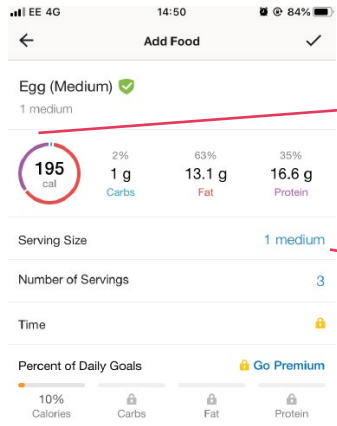 EE 4G 14:50 84%
Add Food
Egg (Medium)
1 medium
195 cal
2% 63% 35%
1 g 13.1 g 16.6 g
Carbs Fat Protein
Serving Size 1 medium
Number of Servings 3
Time
Percent of Daily Goals Go Premium
10%
Calories Carbs Fat Protein